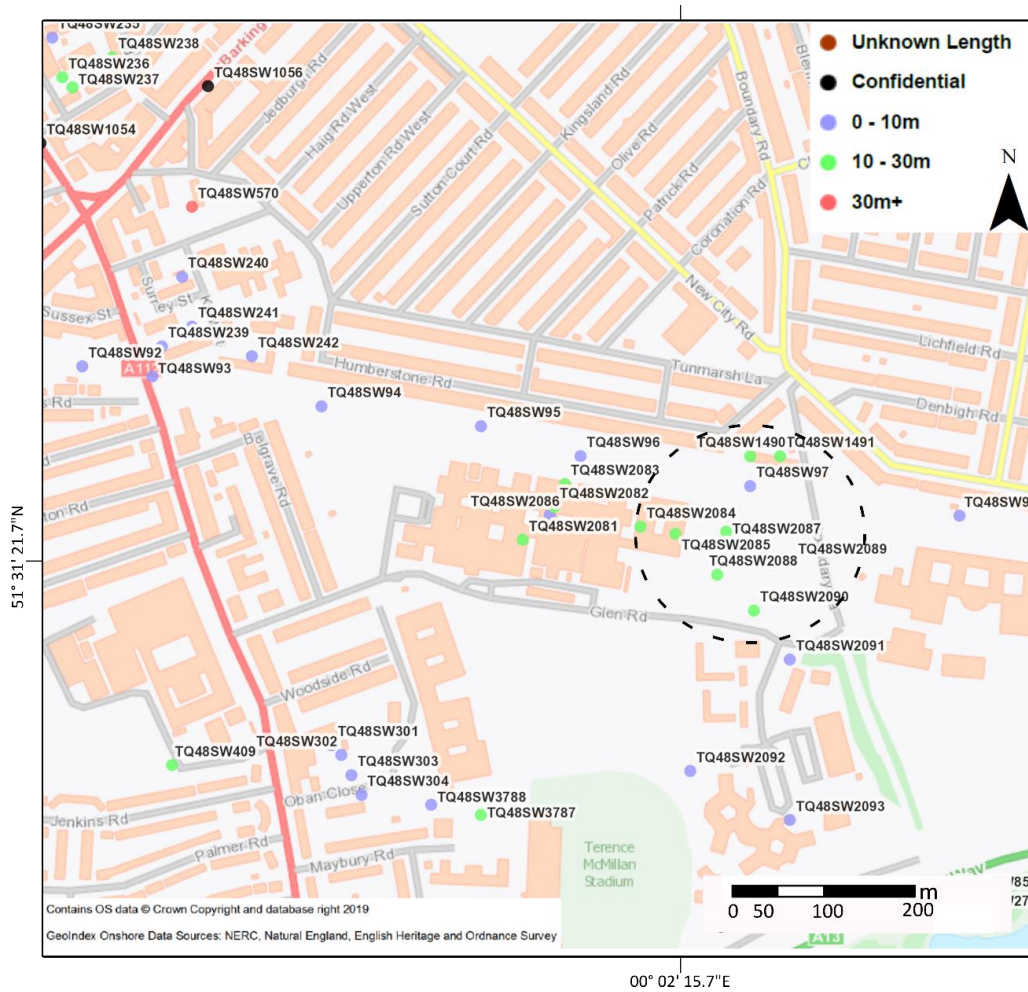 TQ48SW235
TQ48SW238
TQ48SW236
TQ48SW237
Barking
TQ48SW1056
TQ48SW1054
Jedburgh Rd
Haig Rd West
Upperton Rd West
Sutton Court Rd
Kingsland Rd
Olive Rd
Patrick Rd
Coronation Rd
Boundary Rd
Unknown Length
Confidential
0 - 10m
10 - 30m
30m+
N
TQ48SW570
TQ48SW240
Surrey St
Sussex St
TQ48SW241
TQ48SW239
TQ48SW242
TQ48SW92
TQ48SW93
New City Rd
Lichfield Rd
Tunmarsh La
Humberstone Rd
Denbigh Rd
s Rd
TQ48SW94
TQ48SW95
TQ48SW96
TQ48SW1490
TQ48SW1491
TQ48SW97
Belgrave Rd
TQ48SW2083
TQ48SW2082
TQ48SW2086
TQ48SW2081
TQ48SW2084
TQ48SW2087
TQ48SW2085
TQ48SW2089
TQ48SW2088
TQ48SW9
ton Rd
51° 31' 21.7"N
TQ48SW2090
Glen Rd
TQ48SW2091
Woodside Rd
TQ48SW301
TQ48SW302
TQ48SW409
TQ48SW303
TQ48SW304
Oban Close
TQ48SW3788
TQ48SW3787
TQ48SW2092
TQ48SW2093
Jenkins Rd
Palmer Rd
Maybury Rd
Terence
McMillan
Stadium
Way
m
0 50 100 200
A13
Contains OS data © Crown Copyright and database right 2019
GeoIndex Onshore Data Sources: NERC, Natural England, English Heritage and Ordnance Survey
00° 02' 15.7"E